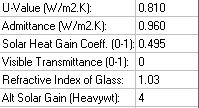 U-Value (W/m2.K): 0.810
Admittance (W/m2.K): 0.960
Solar Heat Gain Coeff. (0-1): 0.495
Visible Transmittance (0-1): 0
Refractive Index of Glass: 1.03
Alt Solar Gain (Heavywt): 4